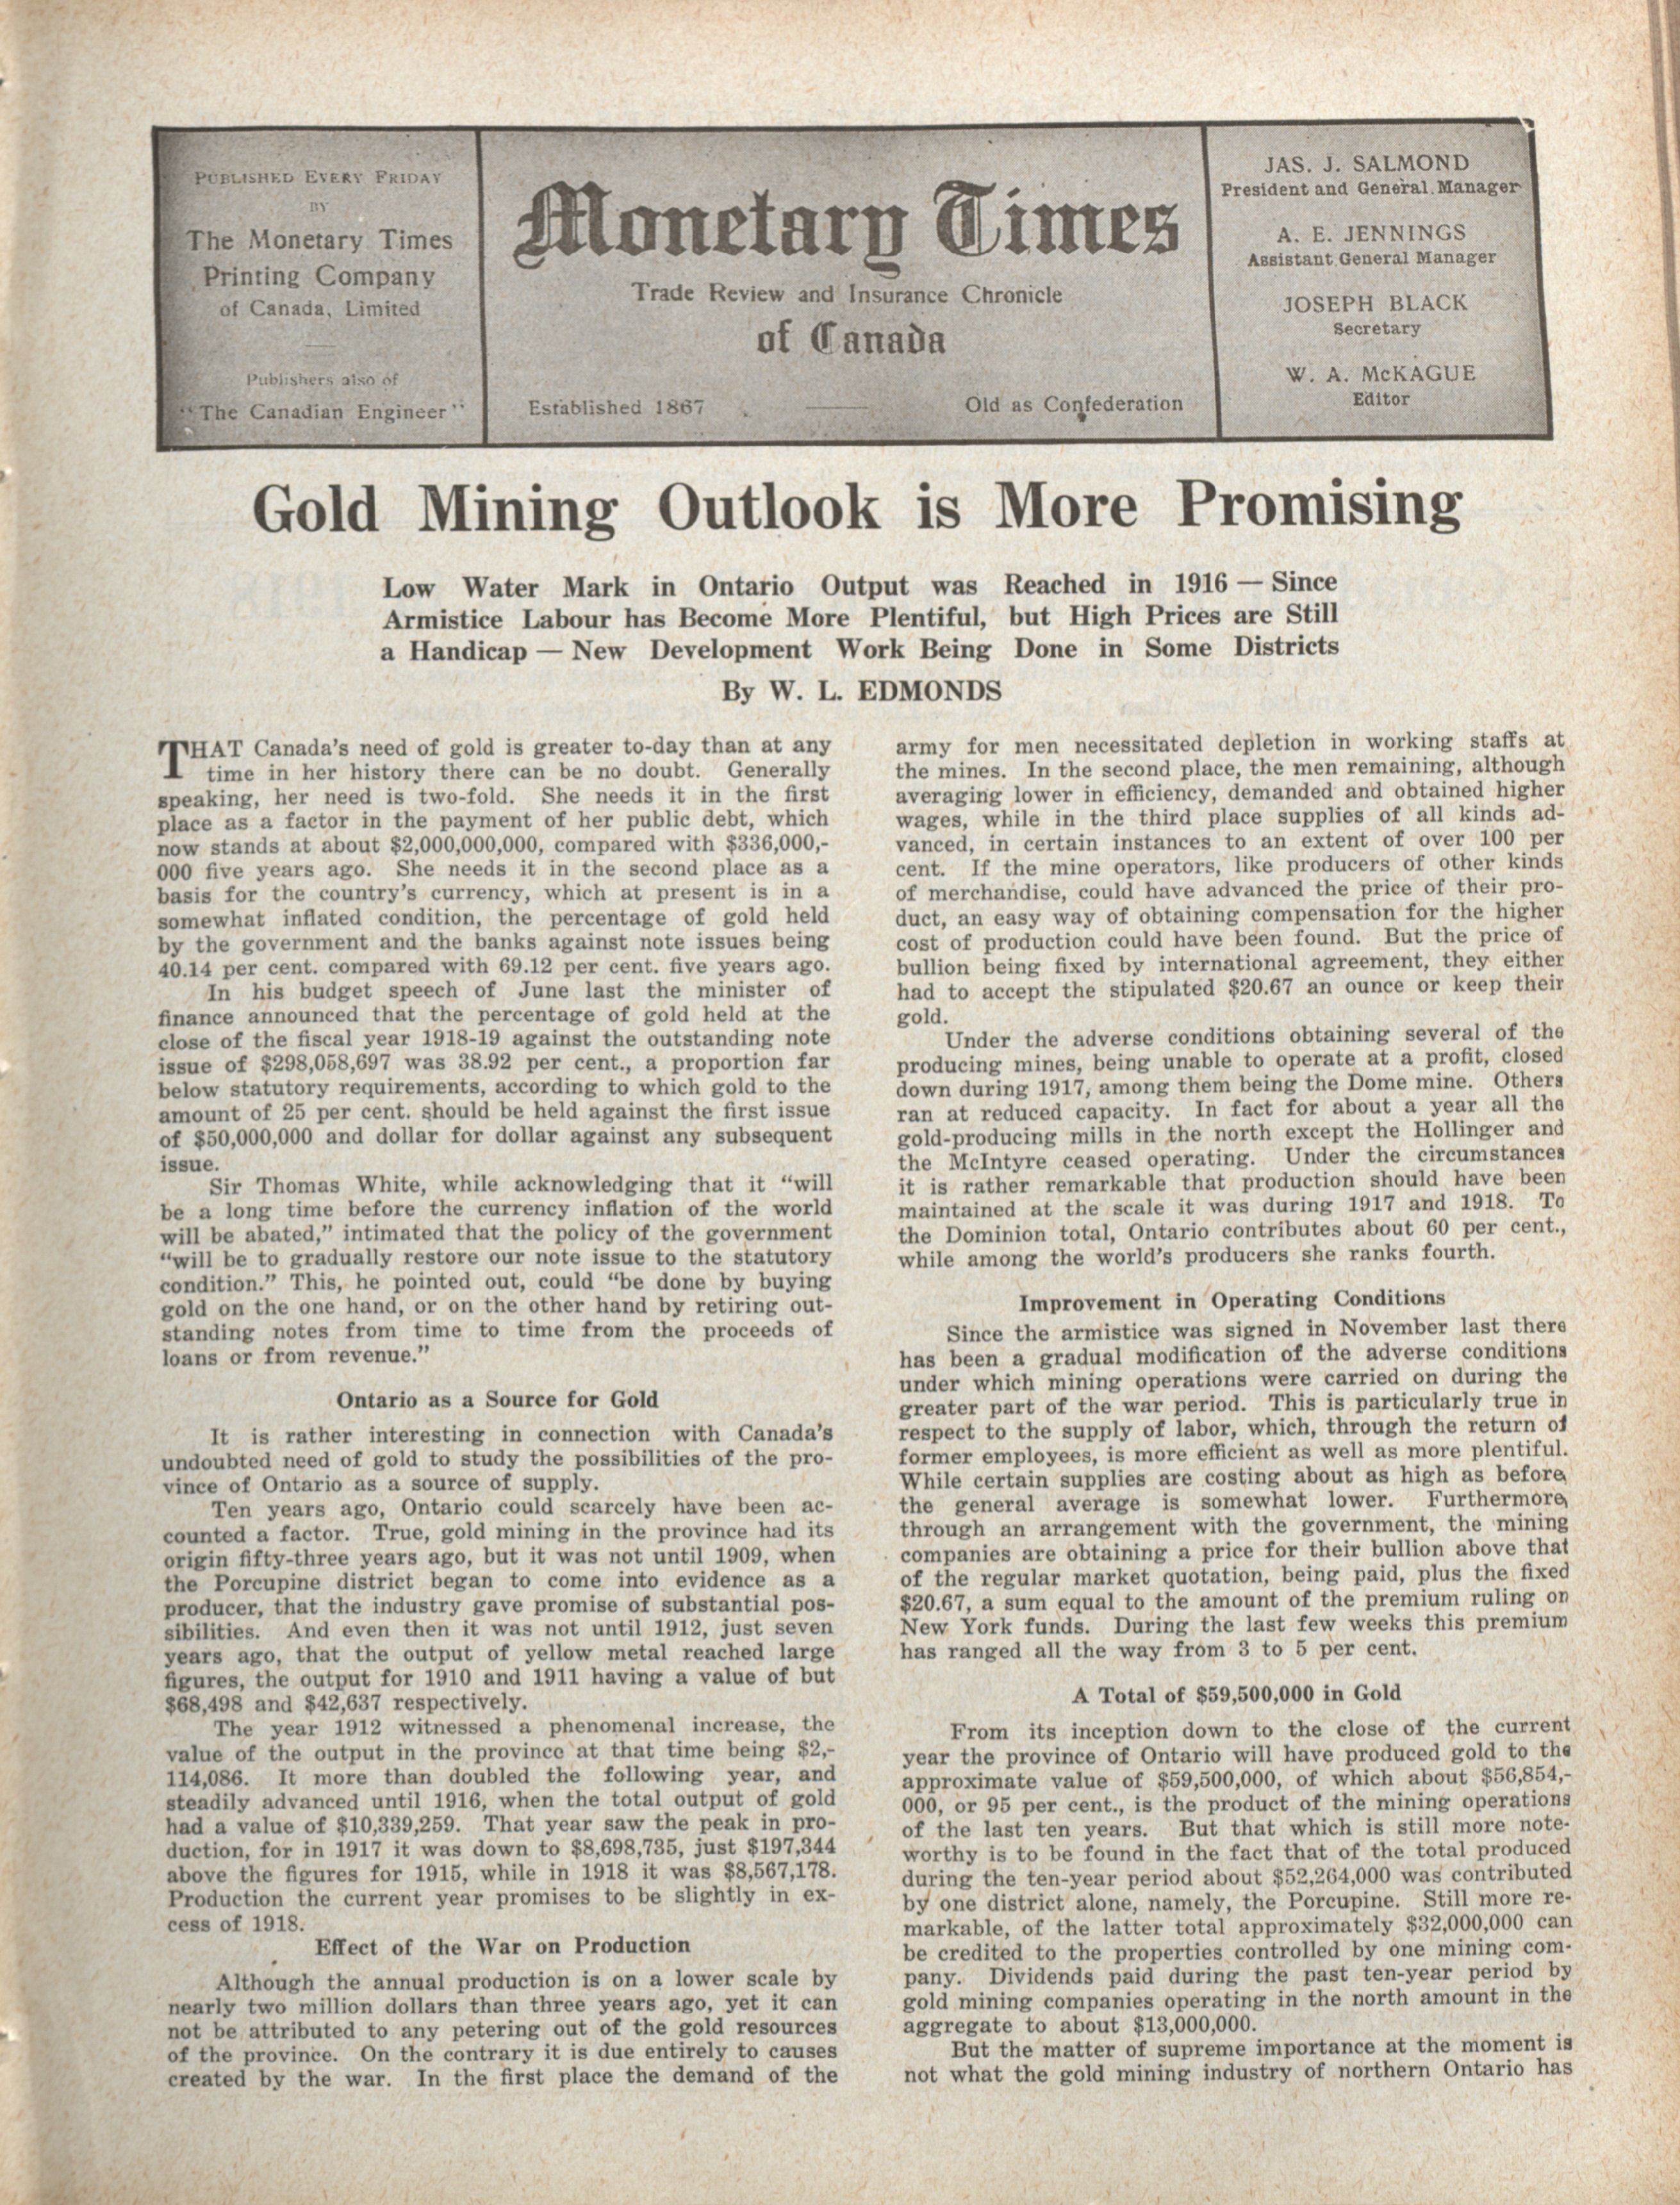 PUBLISHED EVERY FRIDAY
BY
The Monetary Times
Printing Company
of Canada, Limited
Publishers also of
"The Canadian Engineer"
Monetary Times
Trade Review and Insurance Chronicle
of Canada
Established 1867
Old as Confederation
JAS. J. SALMOND
President and General Manager
A. E. JENNINGS
Assistant General Manager
JOSEPH BLACK
Secretary
W. A. McKAGUE
Editor
Gold Mining Outlook is More Promising
Low Water Mark in Ontario Output was Reached in 1916 — Since
Armistice Labour has Become More Plentiful, but High Prices are Still
a Handicap — New Development Work Being Done in Some Districts
By W. L. EDMONDS
THAT Canada's need of gold is greater to-day than at any
time in her history there can be no doubt. Generally
speaking, her need is two-fold. She needs it in the first
place as a factor in the payment of her public debt, which
now stands at about $2,000,000,000, compared with $336,000,-
000 five years ago. She needs it in the second place as a
basis for the country's currency, which at present is in a
somewhat inflated condition, the percentage of gold held
by the government and the banks against note issues being
40.14 per cent. compared with 69.12 per cent. five years ago.
In his budget speech of June last the minister of
finance announced that the percentage of gold held at the
close of the fiscal year 1918-19 against the outstanding note
issue of $298,058,697 was 38.92 per cent., a proportion far
below statutory requirements, according to which gold to the
amount of 25 per cent. should be held against the first issue
of $50,000,000 and dollar for dollar against any subsequent
issue.
Sir Thomas White, while acknowledging that it "will
be a long time before the currency inflation of the world
will be abated," intimated that the policy of the government
"will be to gradually restore our note issue to the statutory
condition." This, he pointed out, could "be done by buying
gold on the one hand, or on the other hand by retiring out-
standing notes from time to time from the proceeds of
loans or from revenue."
Ontario as a Source for Gold
It is rather interesting in connection with Canada's
undoubted need of gold to study the possibilities of the pro-
vince of Ontario as a source of supply.
Ten years ago, Ontario could scarcely have been ac-
counted a factor. True, gold mining in the province had its
origin fifty-three years ago, but it was not until 1909, when
the Porcupine district began to come into evidence as a
producer, that the industry gave promise of substantial pos-
sibilities. And even then it was not until 1912, just seven
years ago, that the output of yellow metal reached large
figures, the output for 1910 and 1911 having a value of but
$68,498 and $42,637 respectively.
The year 1912 witnessed a phenomenal increase, the
value of the output in the province at that time being $2,-
114,086. It more than doubled the following year, and
steadily advanced until 1916, when the total output of gold
had a value of $10,339,259. That year saw the peak in pro-
duction, for in 1917 it was down to $8,698,735, just $197,344
above the figures for 1915, while in 1918 it was $8,567,178.
Production the current year promises to be slightly in ex-
cess of 1918.
Effect of the War on Production
Although the annual production is on a lower scale by
nearly two million dollars than three years ago, yet it can
not be attributed to any petering out of the gold resources
of the province. On the contrary it is due entirely to causes
created by the war. In the first place the demand of the
army for men necessitated depletion in working staffs at
the mines. In the second place, the men remaining, although
averaging lower in efficiency, demanded and obtained higher
wages, while in the third place supplies of all kinds ad-
vanced, in certain instances to an extent of over 100 per
cent. If the mine operators, like producers of other kinds
of merchandise, could have advanced the price of their pro-
duct, an easy way of obtaining compensation for the higher
cost of production could have been found. But the price of
bullion being fixed by international agreement, they either
had to accept the stipulated $20.67 an ounce or keep their
gold.
Under the adverse conditions obtaining several of the
producing mines, being unable to operate at a profit, closed
down during 1917, among them being the Dome mine. Others
ran at reduced capacity. In fact for about a year all the
gold-producing mills in the north except the Hollinger and
the McIntyre ceased operating. Under the circumstances
it is rather remarkable that production should have been
maintained at the scale it was during 1917 and 1918. To
the Dominion total, Ontario contributes about 60 per cent.,
while among the world's producers she ranks fourth.
Improvement in Operating Conditions
Since the armistice was signed in November last there
has been a gradual modification of the adverse conditions
under which mining operations were carried on during the
greater part of the war period. This is particularly true in
respect to the supply of labor, which, through the return of
former employees, is more efficient as well as more plentiful.
While certain supplies are costing about as high as before,
the general average is somewhat lower. Furthermore,
through an arrangement with the government, the mining
companies are obtaining a price for their bullion above that
of the regular market quotation, being paid, plus the fixed
$20.67, a sum equal to the amount of the premium ruling on
New York funds. During the last few weeks this premium
has ranged all the way from 3 to 5 per cent.
A Total of $59,500,000 in Gold
From its inception down to the close of the current
year the province of Ontario will have produced gold to the
approximate value of $59,500,000, of which about $56,854,-
000, or 95 per cent., is the product of the mining operations
of the last ten years. But that which is still more note-
worthy is to be found in the fact that of the total produced
during the ten-year period about $52,264,000 was contributed
by one district alone, namely, the Porcupine. Still more re-
markable, of the latter total approximately $32,000,000 can
be credited to the properties controlled by one mining com-
pany. Dividends paid during the past ten-year period by
gold mining companies operating in the north amount in the
aggregate to about $13,000,000.
But the matter of supreme importance at the moment is
not what the gold mining industry of northern Ontario has